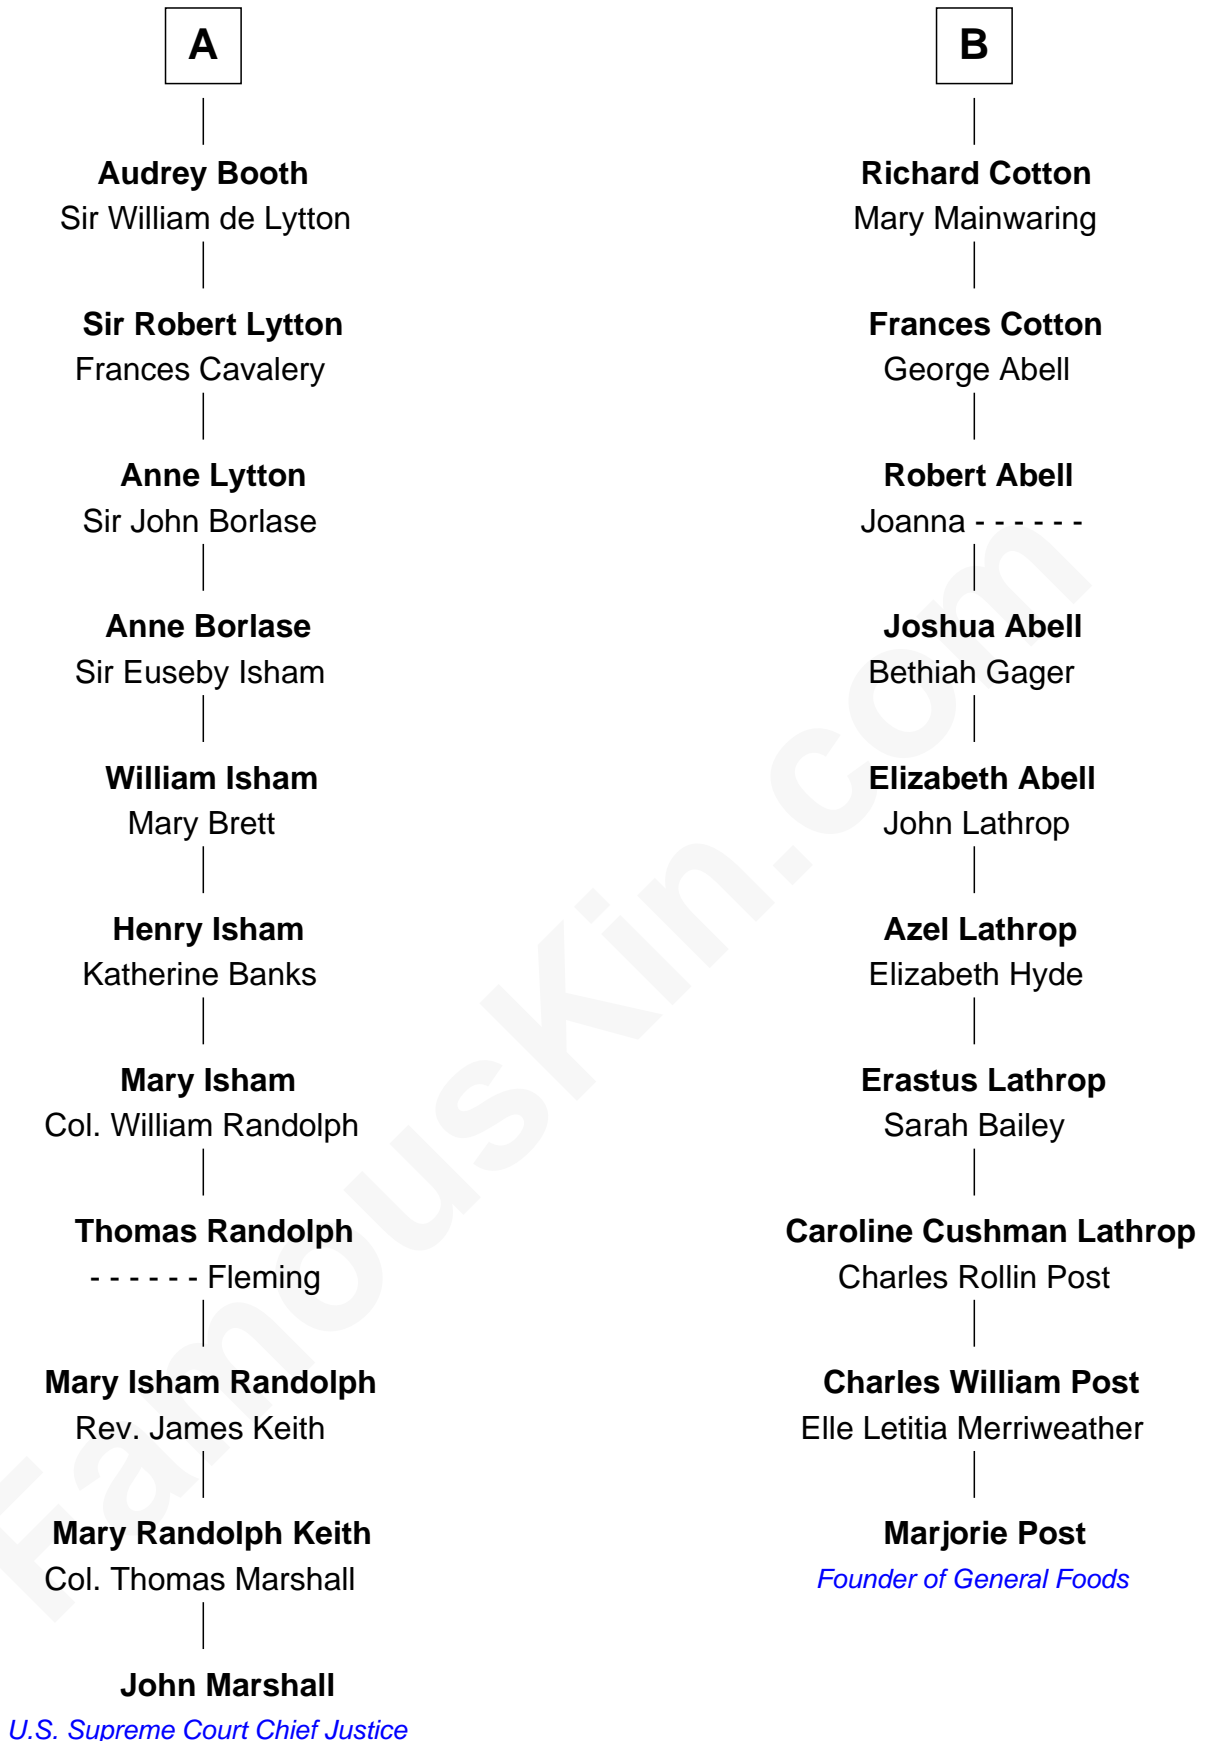 A
Audrey Booth
Sir William de Lytton
Sir Robert Lytton
Frances Cavalery
Anne Lytton
Sir John Borlase
Anne Borlase
Sir Euseby Isham
William Isham
Mary Brett
Henry Isham
Katherine Banks
Mary Isham
Col. William Randolph
Thomas Randolph
- - - - - - Fleming
Mary Isham Randolph
Rev. James Keith
Mary Randolph Keith
Col. Thomas Marshall
John Marshall
U.S. Supreme Court Chief Justice
B
Richard Cotton
Mary Mainwaring
Frances Cotton
George Abell
Robert Abell
Joanna - - - - - -
Joshua Abell
Bethiah Gager
Elizabeth Abell
John Lathrop
Azel Lathrop
Elizabeth Hyde
Erastus Lathrop
Sarah Bailey
Caroline Cushman Lathrop
Charles Rollin Post
Charles William Post
Elle Letitia Merriweather
Marjorie Post
Founder of General Foods
FamousKin.com